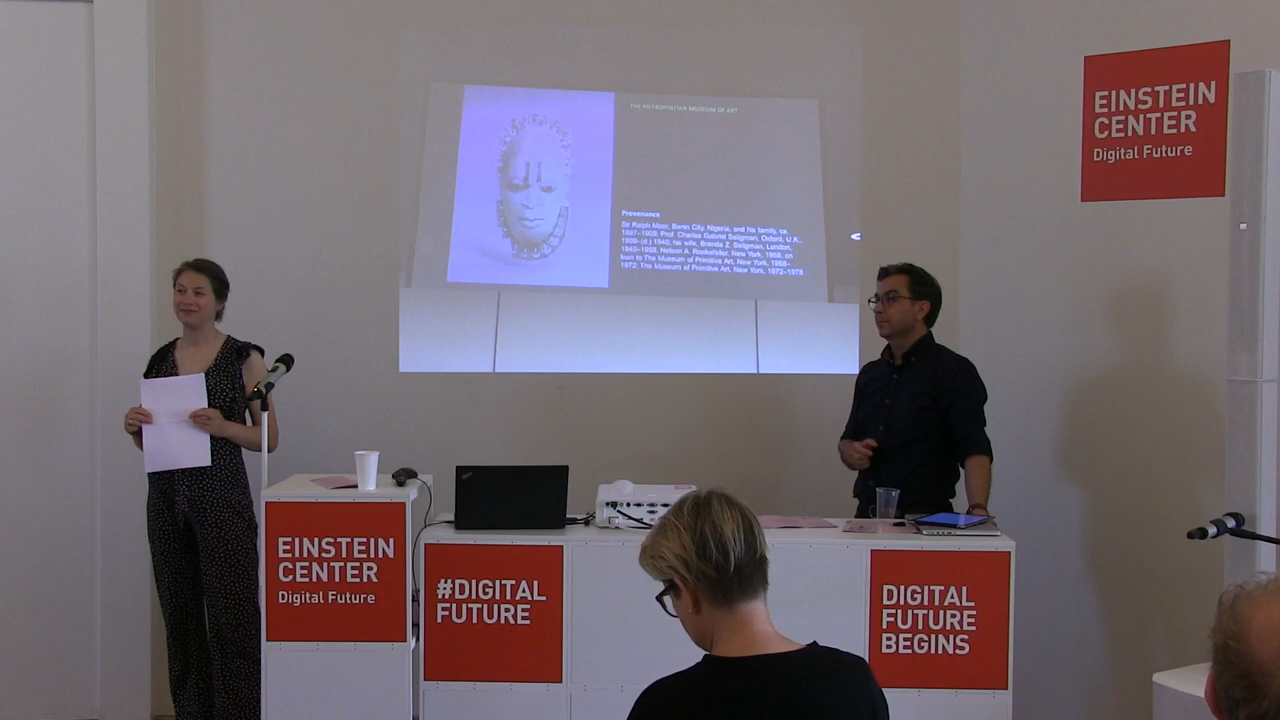 THE METROPOLITAN MUSEUM OF ART
Provenance
Sir Ralph Moor, Benin City, Nigeria, and his family, ca.
1897–1909; Prof. Charles Gabriel Seligman, Oxford, U.K.,
1909–(d.) 1940, his wife, Brenda Z. Seligman, London,
1940–1958, Nelson A. Rockefeller, New York, 1958, on
loan to The Museum of Primitive Art, New York, 1958–
1972; The Museum of Primitive Art, New York, 1972–1978
EINSTEIN
CENTER
Digital Future
EINSTEIN
CENTER
Digital Future
#DIGITAL
FUTURE
DIGITAL
FUTURE
BEGINS